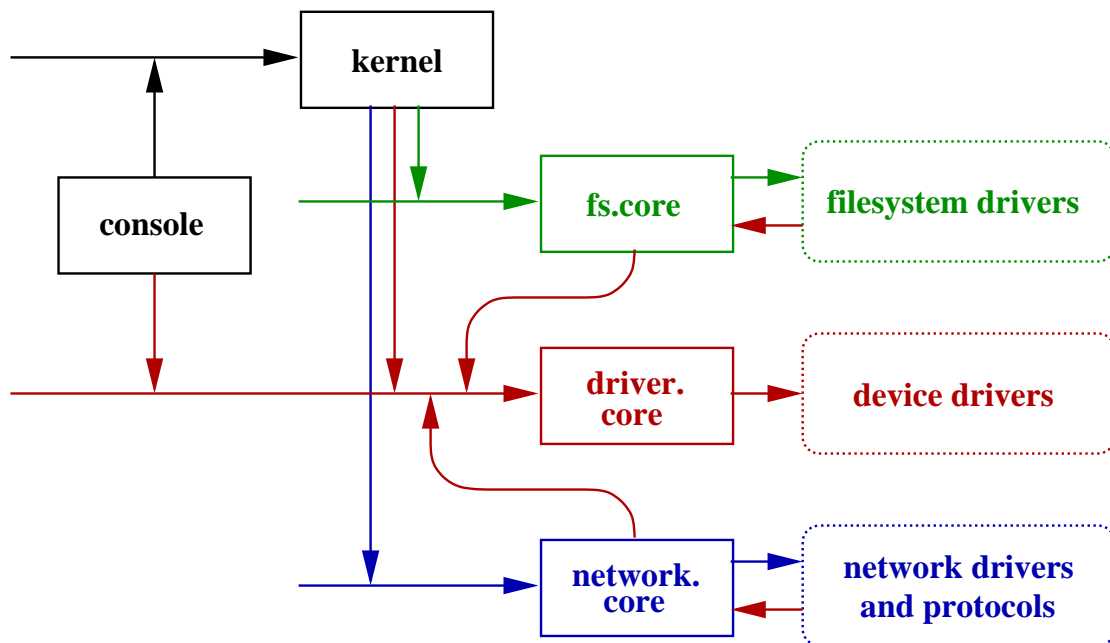 kernel
console
fs.core
filesystem drivers
driver.
core
device drivers
network.
core
network drivers
and protocols